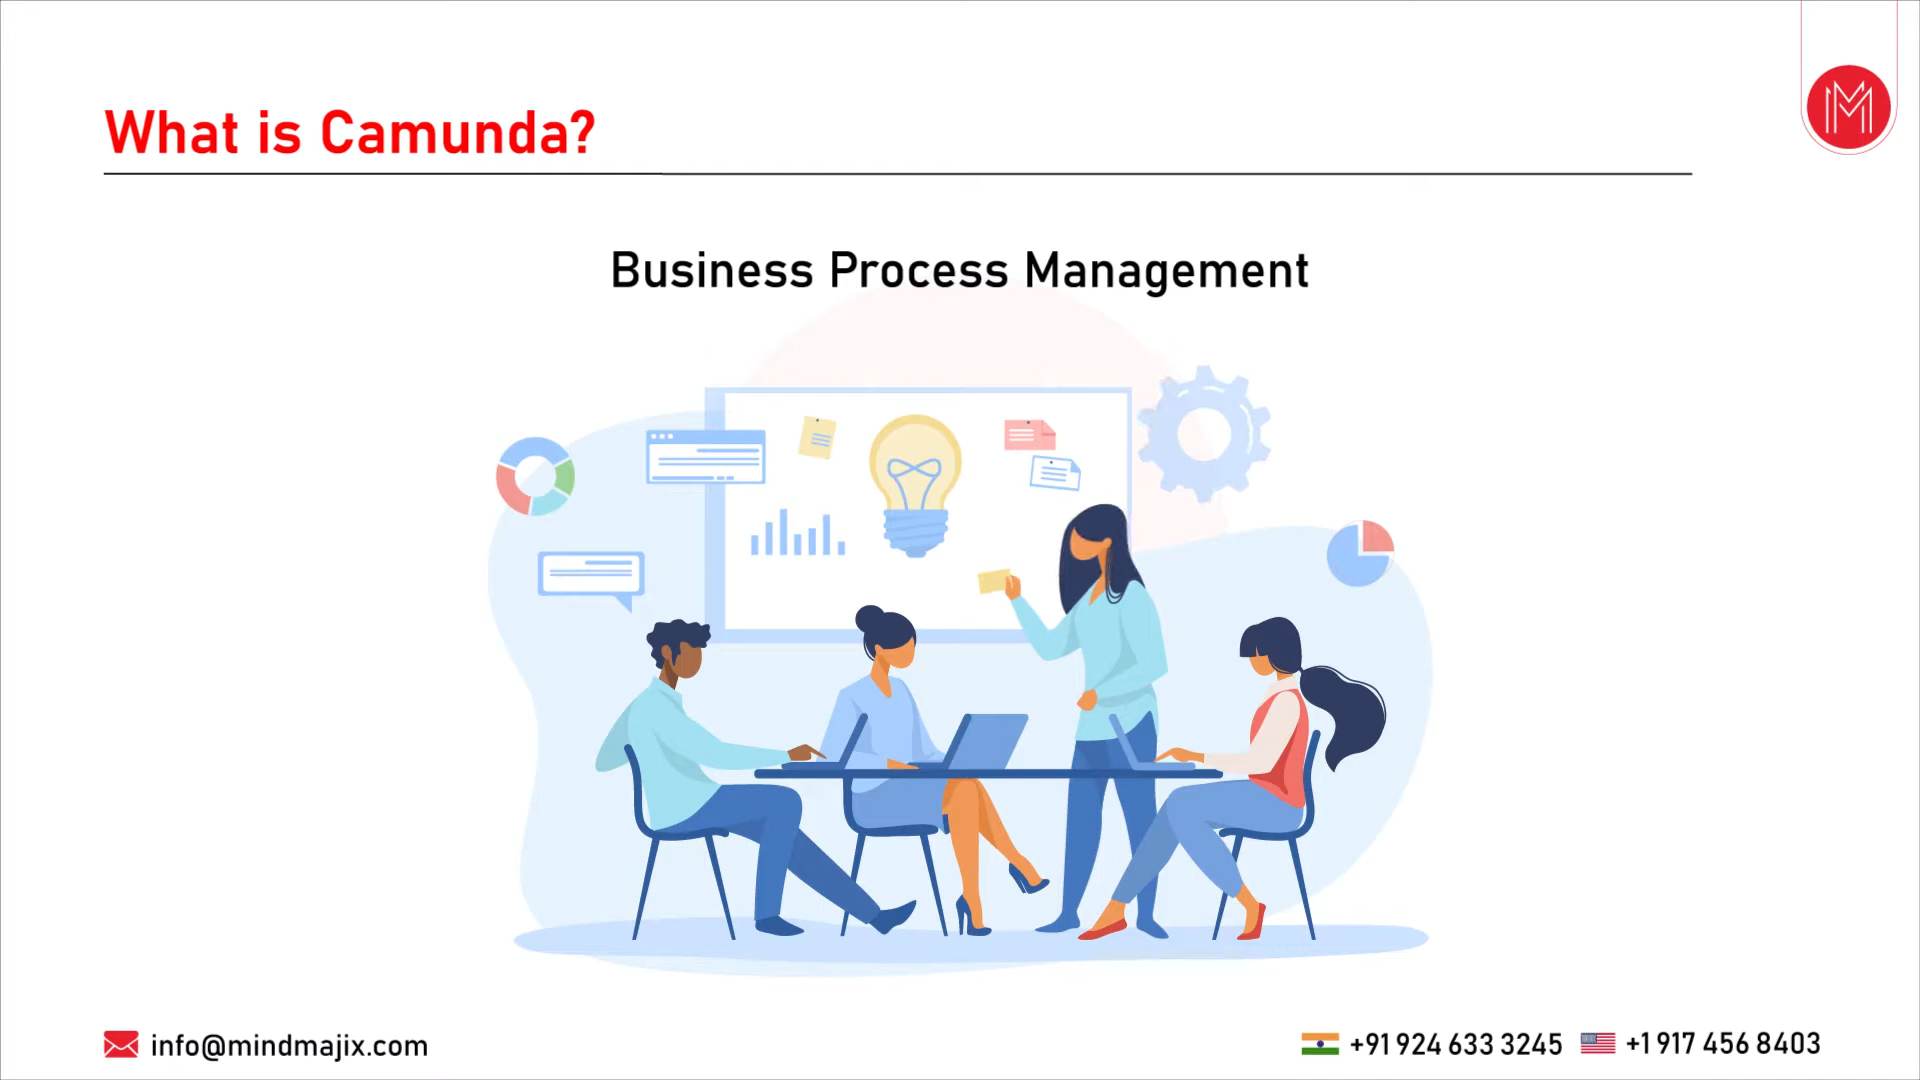 What is Camunda?
Business Process Management
info@mindmajix.com
+91 924 633 3245
+1 917 456 8403